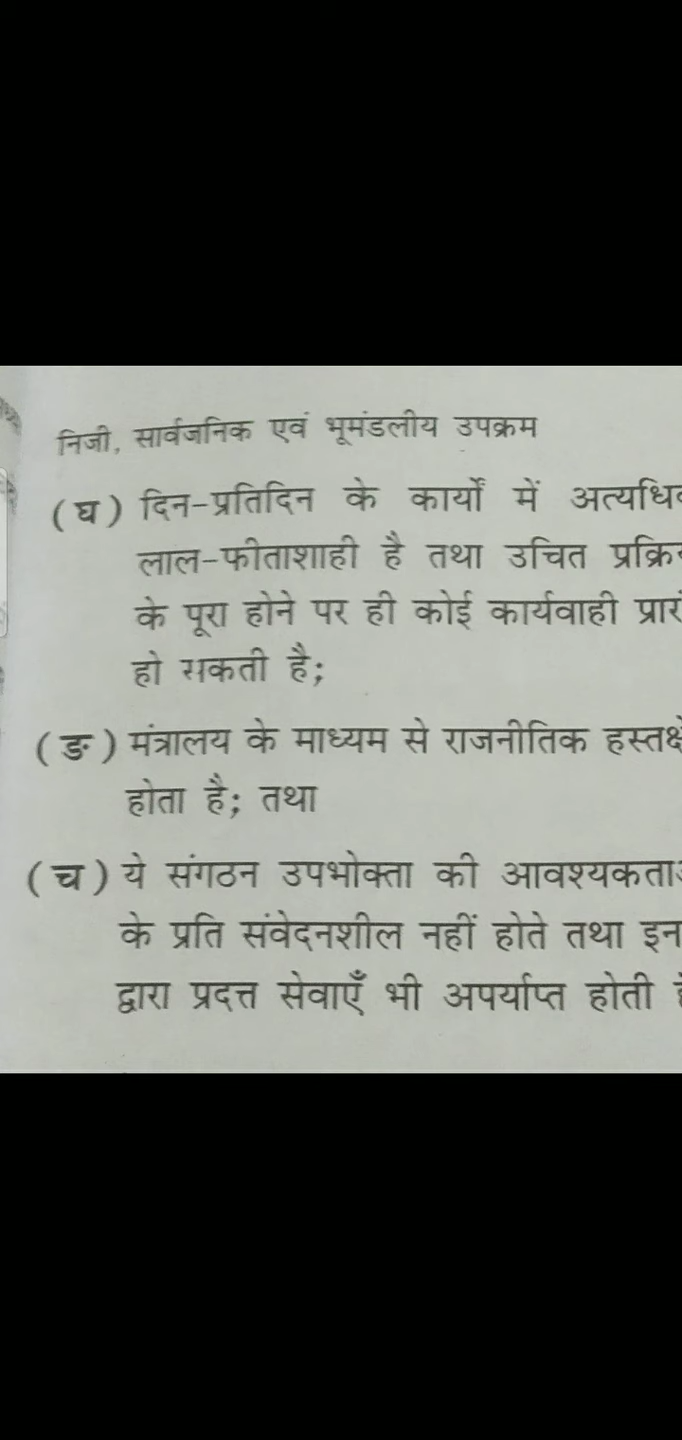 निजी, सार्वजनिक एवं भूमंडलीय उपक्रम
(घ) दिन-प्रतिदिन के कार्यों में
लाल-फीताशाही है तथा उचित
के पूरा होने पर ही कोई कार्यवाही
हो सकती है;
(ङ) मंत्रालय के माध्यम से राजनीतिक
होता है; तथा
(च) ये संगठन उपभोक्ता की
के प्रति संवेदनशील नहीं होते तथा इन
द्वारा प्रदत्त सेवाएँ भी अपर्याप्त होती